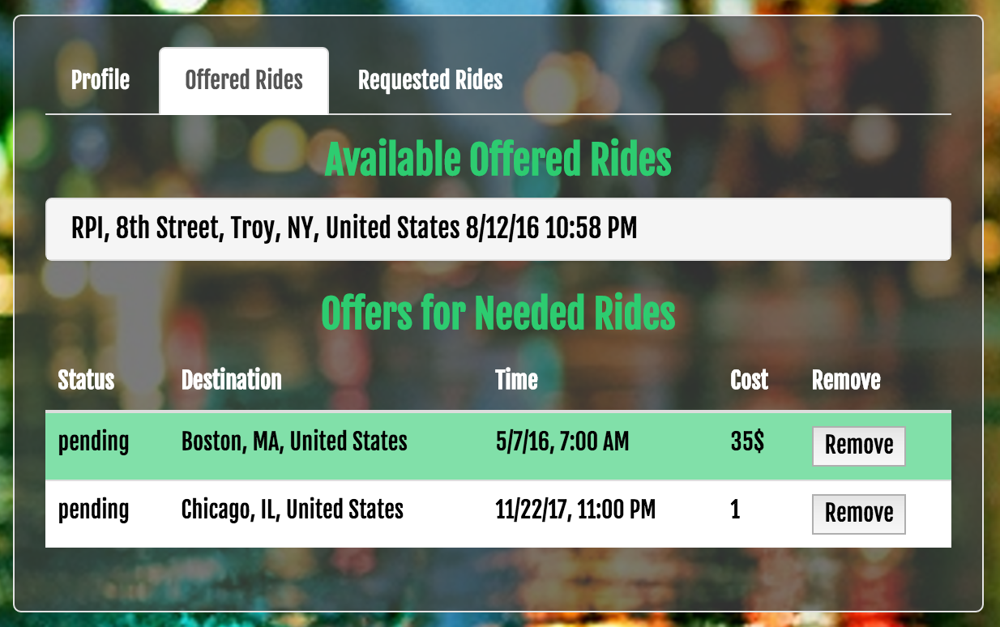 Profile Offered Rides Requested Rides
Available Offered Rides
RPI, 8th Street, Troy, NY, United States 8/12/16 10:58 PM
Offers for Needed Rides
Status Destination Time Cost Remove
pending Boston, MA, United States 5/7/16, 7:00 AM 35$ Remove
pending Chicago, IL, United States 11/22/17, 11:00 PM 1 Remove